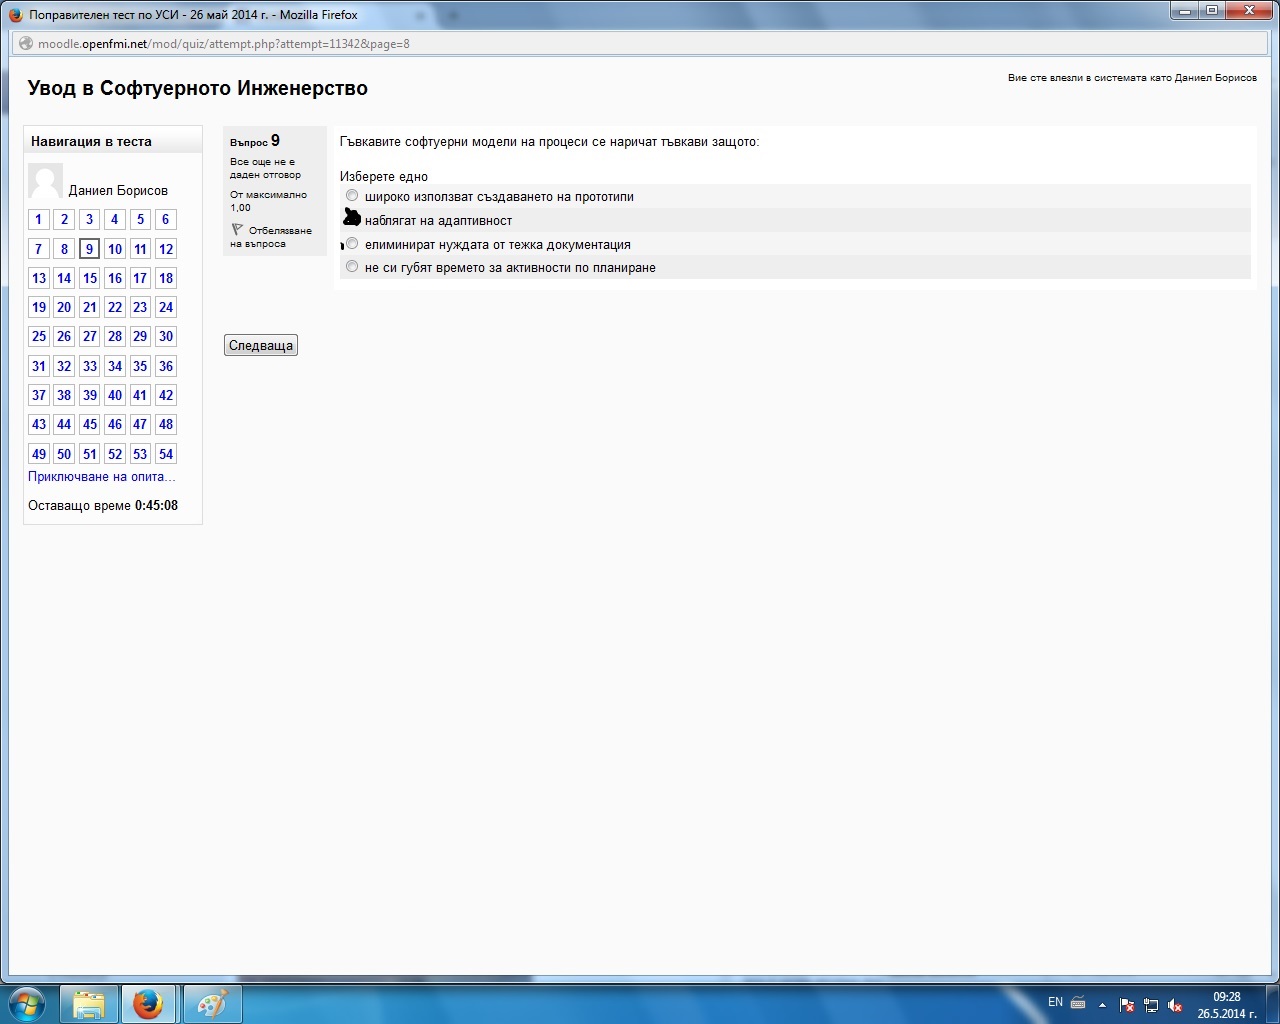 Поправителен тест по УСИ - 26 май 2014 г. - Mozilla Firefox
moodle.openfmi.net/mod/quiz/attempt.php?attempt=11342&page=8
Вие сте влезли в системата като Даниел Борисов
Увод в Софтуерното Инженерство
Навигация в теста
Даниел Борисов
1 2 3 4 5 6
7 8 9 10 11 12
13 14 15 16 17 18
19 20 21 22 23 24
25 26 27 28 29 30
31 32 33 34 35 36
37 38 39 40 41 42
43 44 45 46 47 48
49 50 51 52 53 54
Приключване на опита...
Оставащо време 0:45:08
Въпрос 9
Все още не е
даден отговор
От максимално
1,00
Отбелязване
на въпроса
Гъвкавите софтуерни модели на процеси се наричат тъвкави защото:
Изберете едно
широко използват създаването на прототипи
наблягат на адаптивност
елиминират нуждата от тежка документация
не си губят времето за активности по планиране
Следваща
EN
09:28
26.5.2014 г.